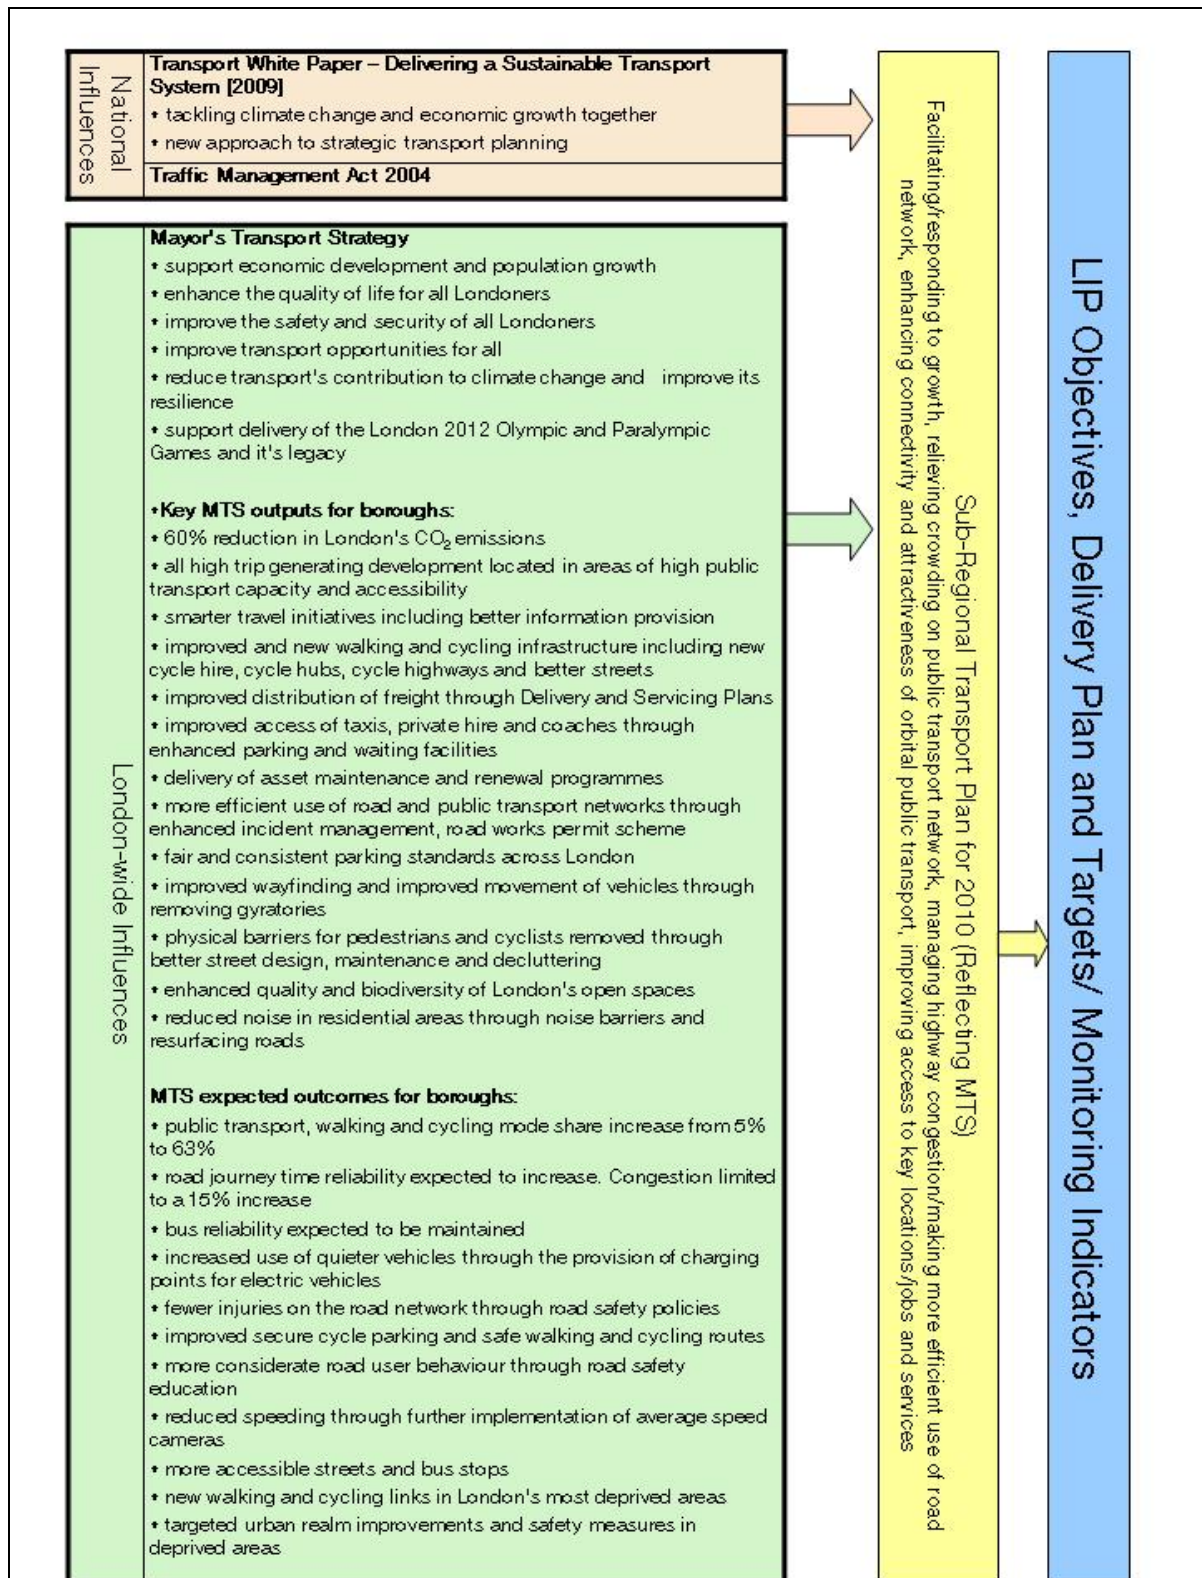 National
Influences
Transport White Paper – Delivering a Sustainable Transport
System [2009]
• tackling climate change and economic growth together
• new approach to strategic transport planning
Traffic Management Act 2004
London-wide Influences
Mayor's Transport Strategy
• support economic development and population growth
• enhance the quality of life for all Londoners
• improve the safety and security of all Londoners
• improve transport opportunities for all
• reduce transport's contribution to climate change and improve its
resilience
• support delivery of the London 2012 Olympic and Paralympic
Games and it's legacy
•Key MTS outputs for boroughs:
• 60% reduction in London's CO₂ emissions
• all high trip generating development located in areas of high public
transport capacity and accessibility
• smarter travel initiatives including better information provision
• improved and new walking and cycling infrastructure including new
cycle hire, cycle hubs, cycle highways and better streets
• improved distribution of freight through Delivery and Servicing Plans
• improved access of taxis, private hire and coaches through
enhanced parking and waiting facilities
• delivery of asset maintenance and renewal programmes
• more efficient use of road and public transport networks through
enhanced incident management, road works permit scheme
• fair and consistent parking standards across London
• improved wayfinding and improved movement of vehicles through
removing gyratories
• physical barriers for pedestrians and cyclists removed through
better street design, maintenance and decluttering
• enhanced quality and biodiversity of London's open spaces
• reduced noise in residential areas through noise barriers and
resurfacing roads
MTS expected outcomes for boroughs:
• public transport, walking and cycling mode share increase from 5%
to 63%
• road journey time reliability expected to increase. Congestion limited
to a 15% increase
• bus reliability expected to be maintained
• increased use of quieter vehicles through the provision of charging
points for electric vehicles
• fewer injuries on the road network through road safety policies
• improved secure cycle parking and safe walking and cycling routes
• more considerate road user behaviour through road safety
education
• reduced speeding through further implementation of average speed
cameras
• more accessible streets and bus stops
• new walking and cycling links in London's most deprived areas
• targeted urban realm improvements and safety measures in
deprived areas
Sub-Regional Transport Plan for 2010 (Reflecting MTS)
Facilitating/responding to growth, relieving crowding on public transport network, managing highway congestion/making more efficient use of road
network, enhancing connectivity and attractiveness of orbital public transport, improving access to key locations/jobs and services
LIP Objectives, Delivery Plan and Targets/ Monitoring Indicators